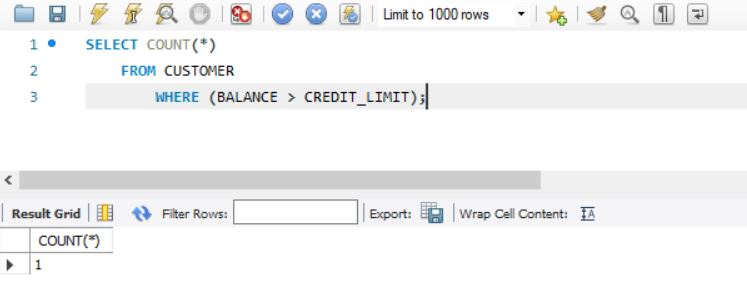 Limit to 1000 rows
1 SELECT COUNT(*)
2 FROM CUSTOMER
3 WHERE (BALANCE > CREDIT_LIMIT);
Result Grid Filter Rows: Export: Wrap Cell Content: IA
COUNT(*)
1